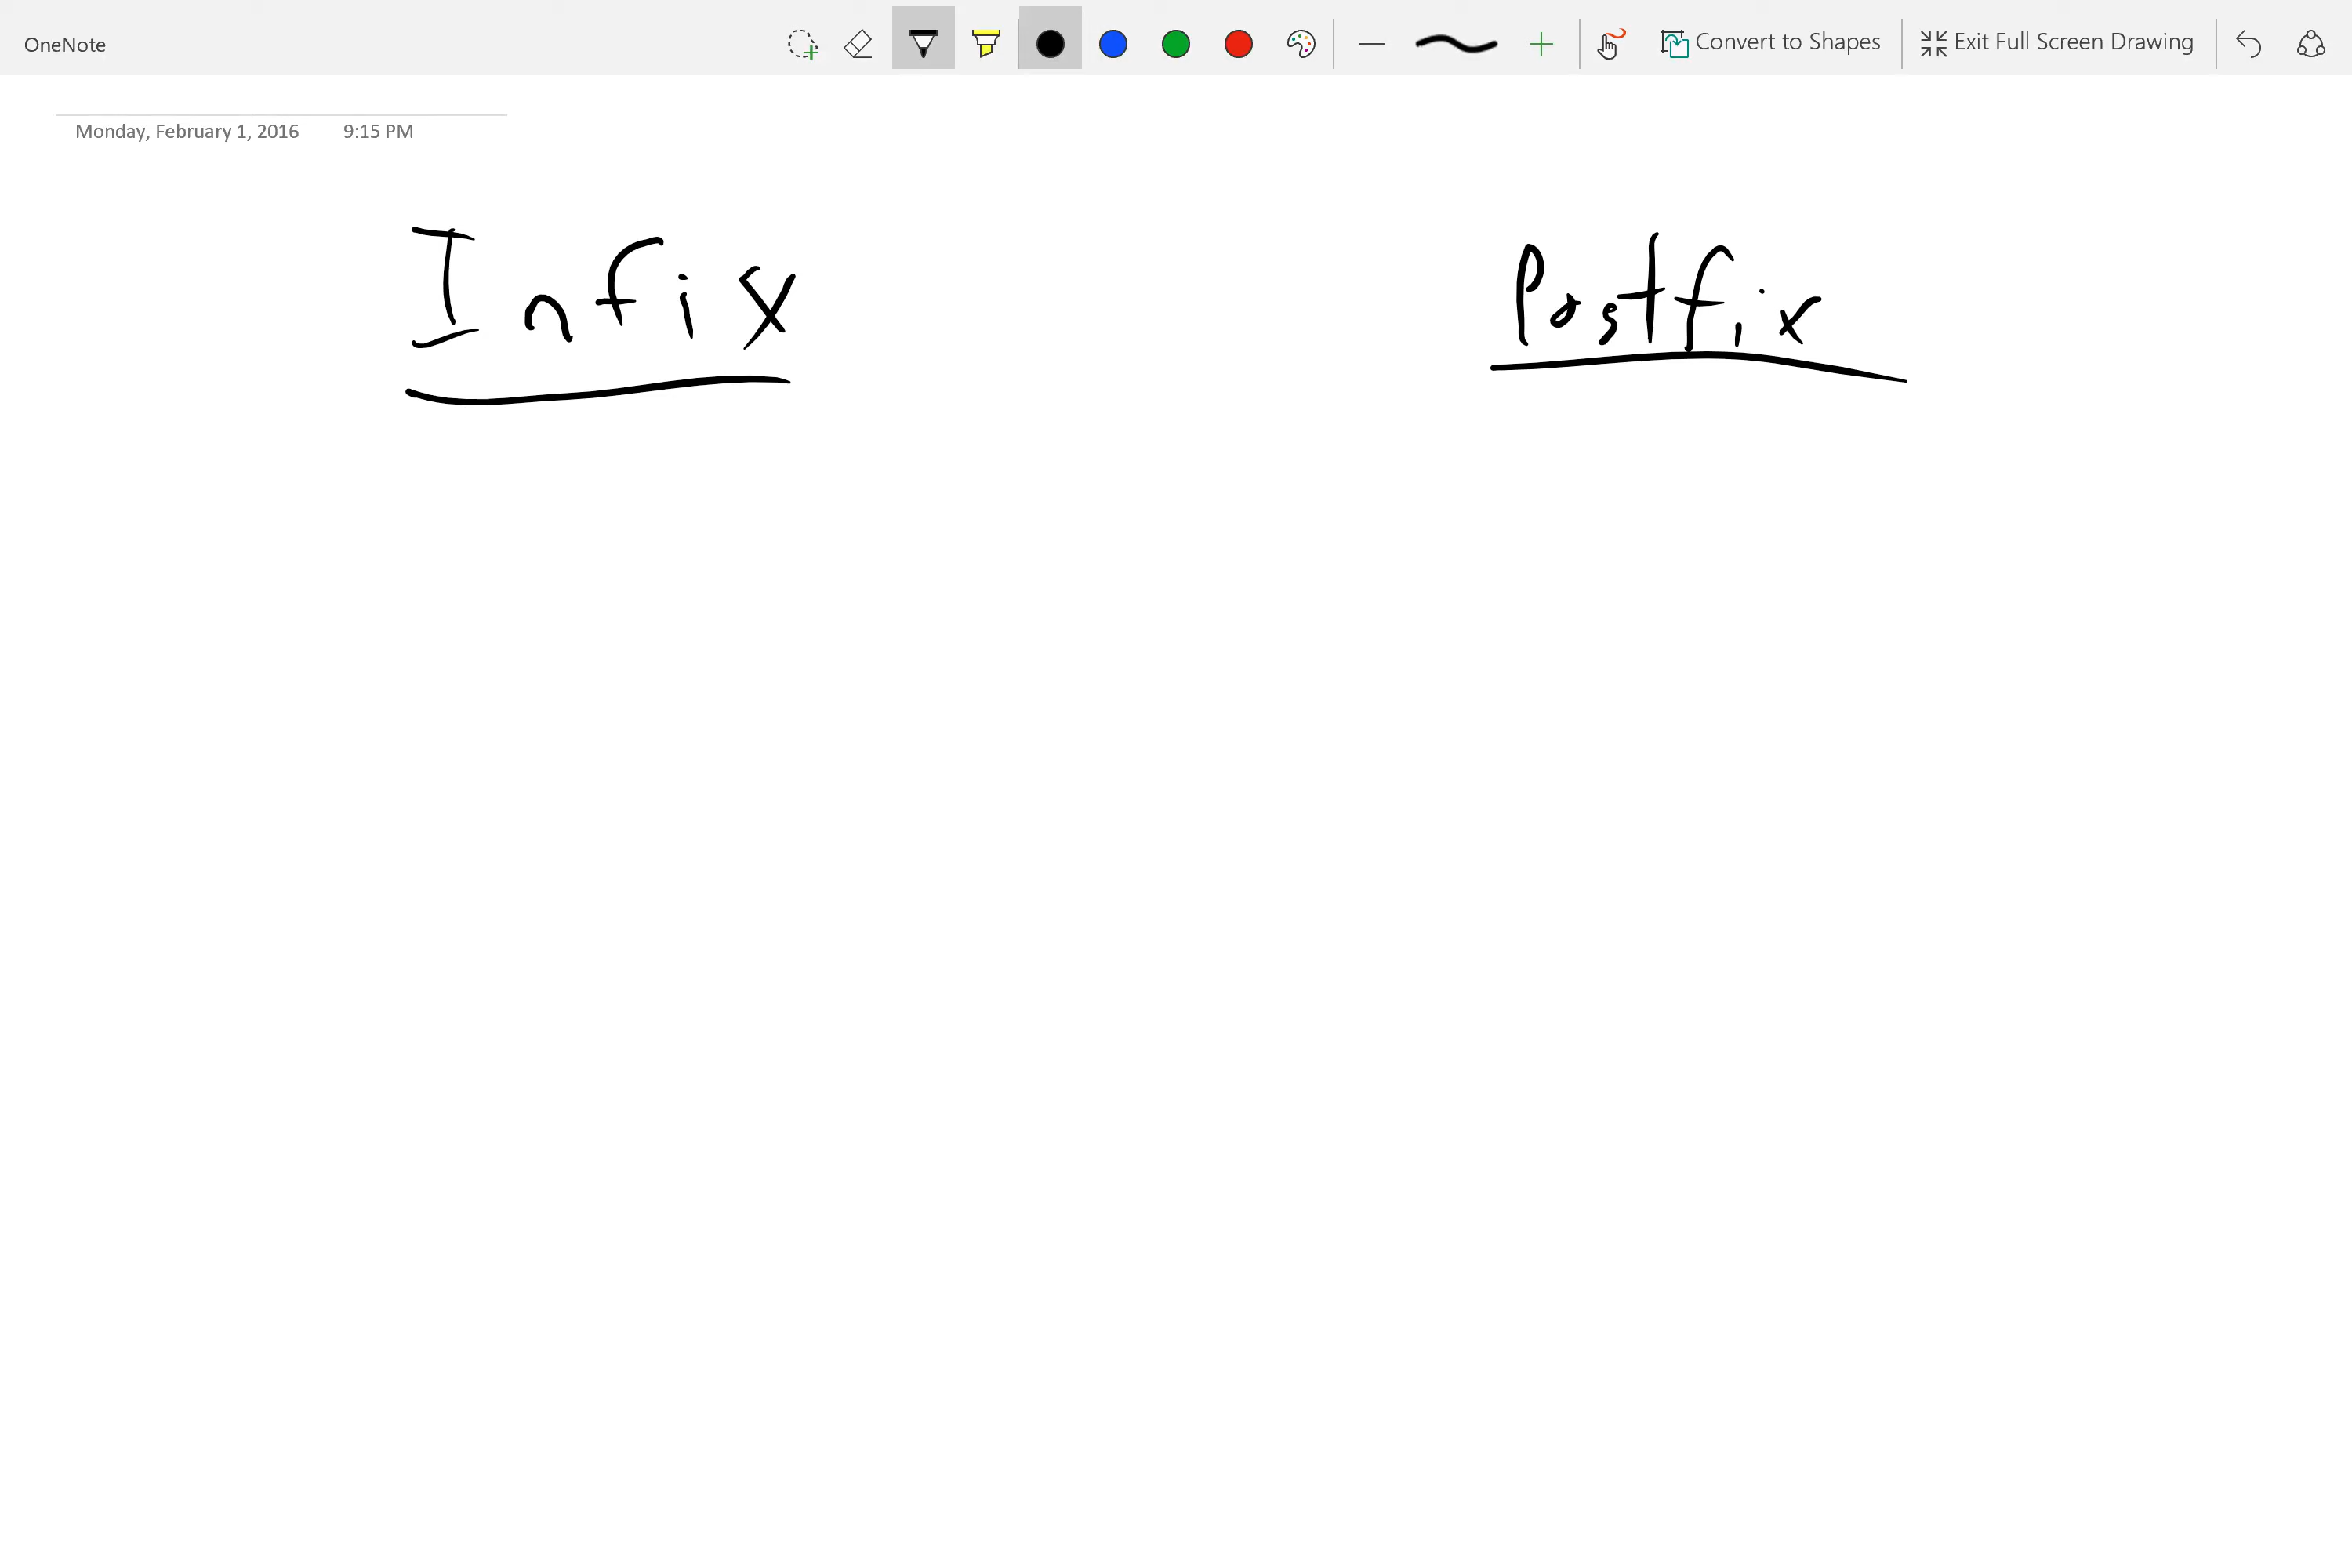 OneNote Convert to Shapes Exit Full Screen Drawing
Monday, February 1, 2016 9:15 PM
Infix Postfix